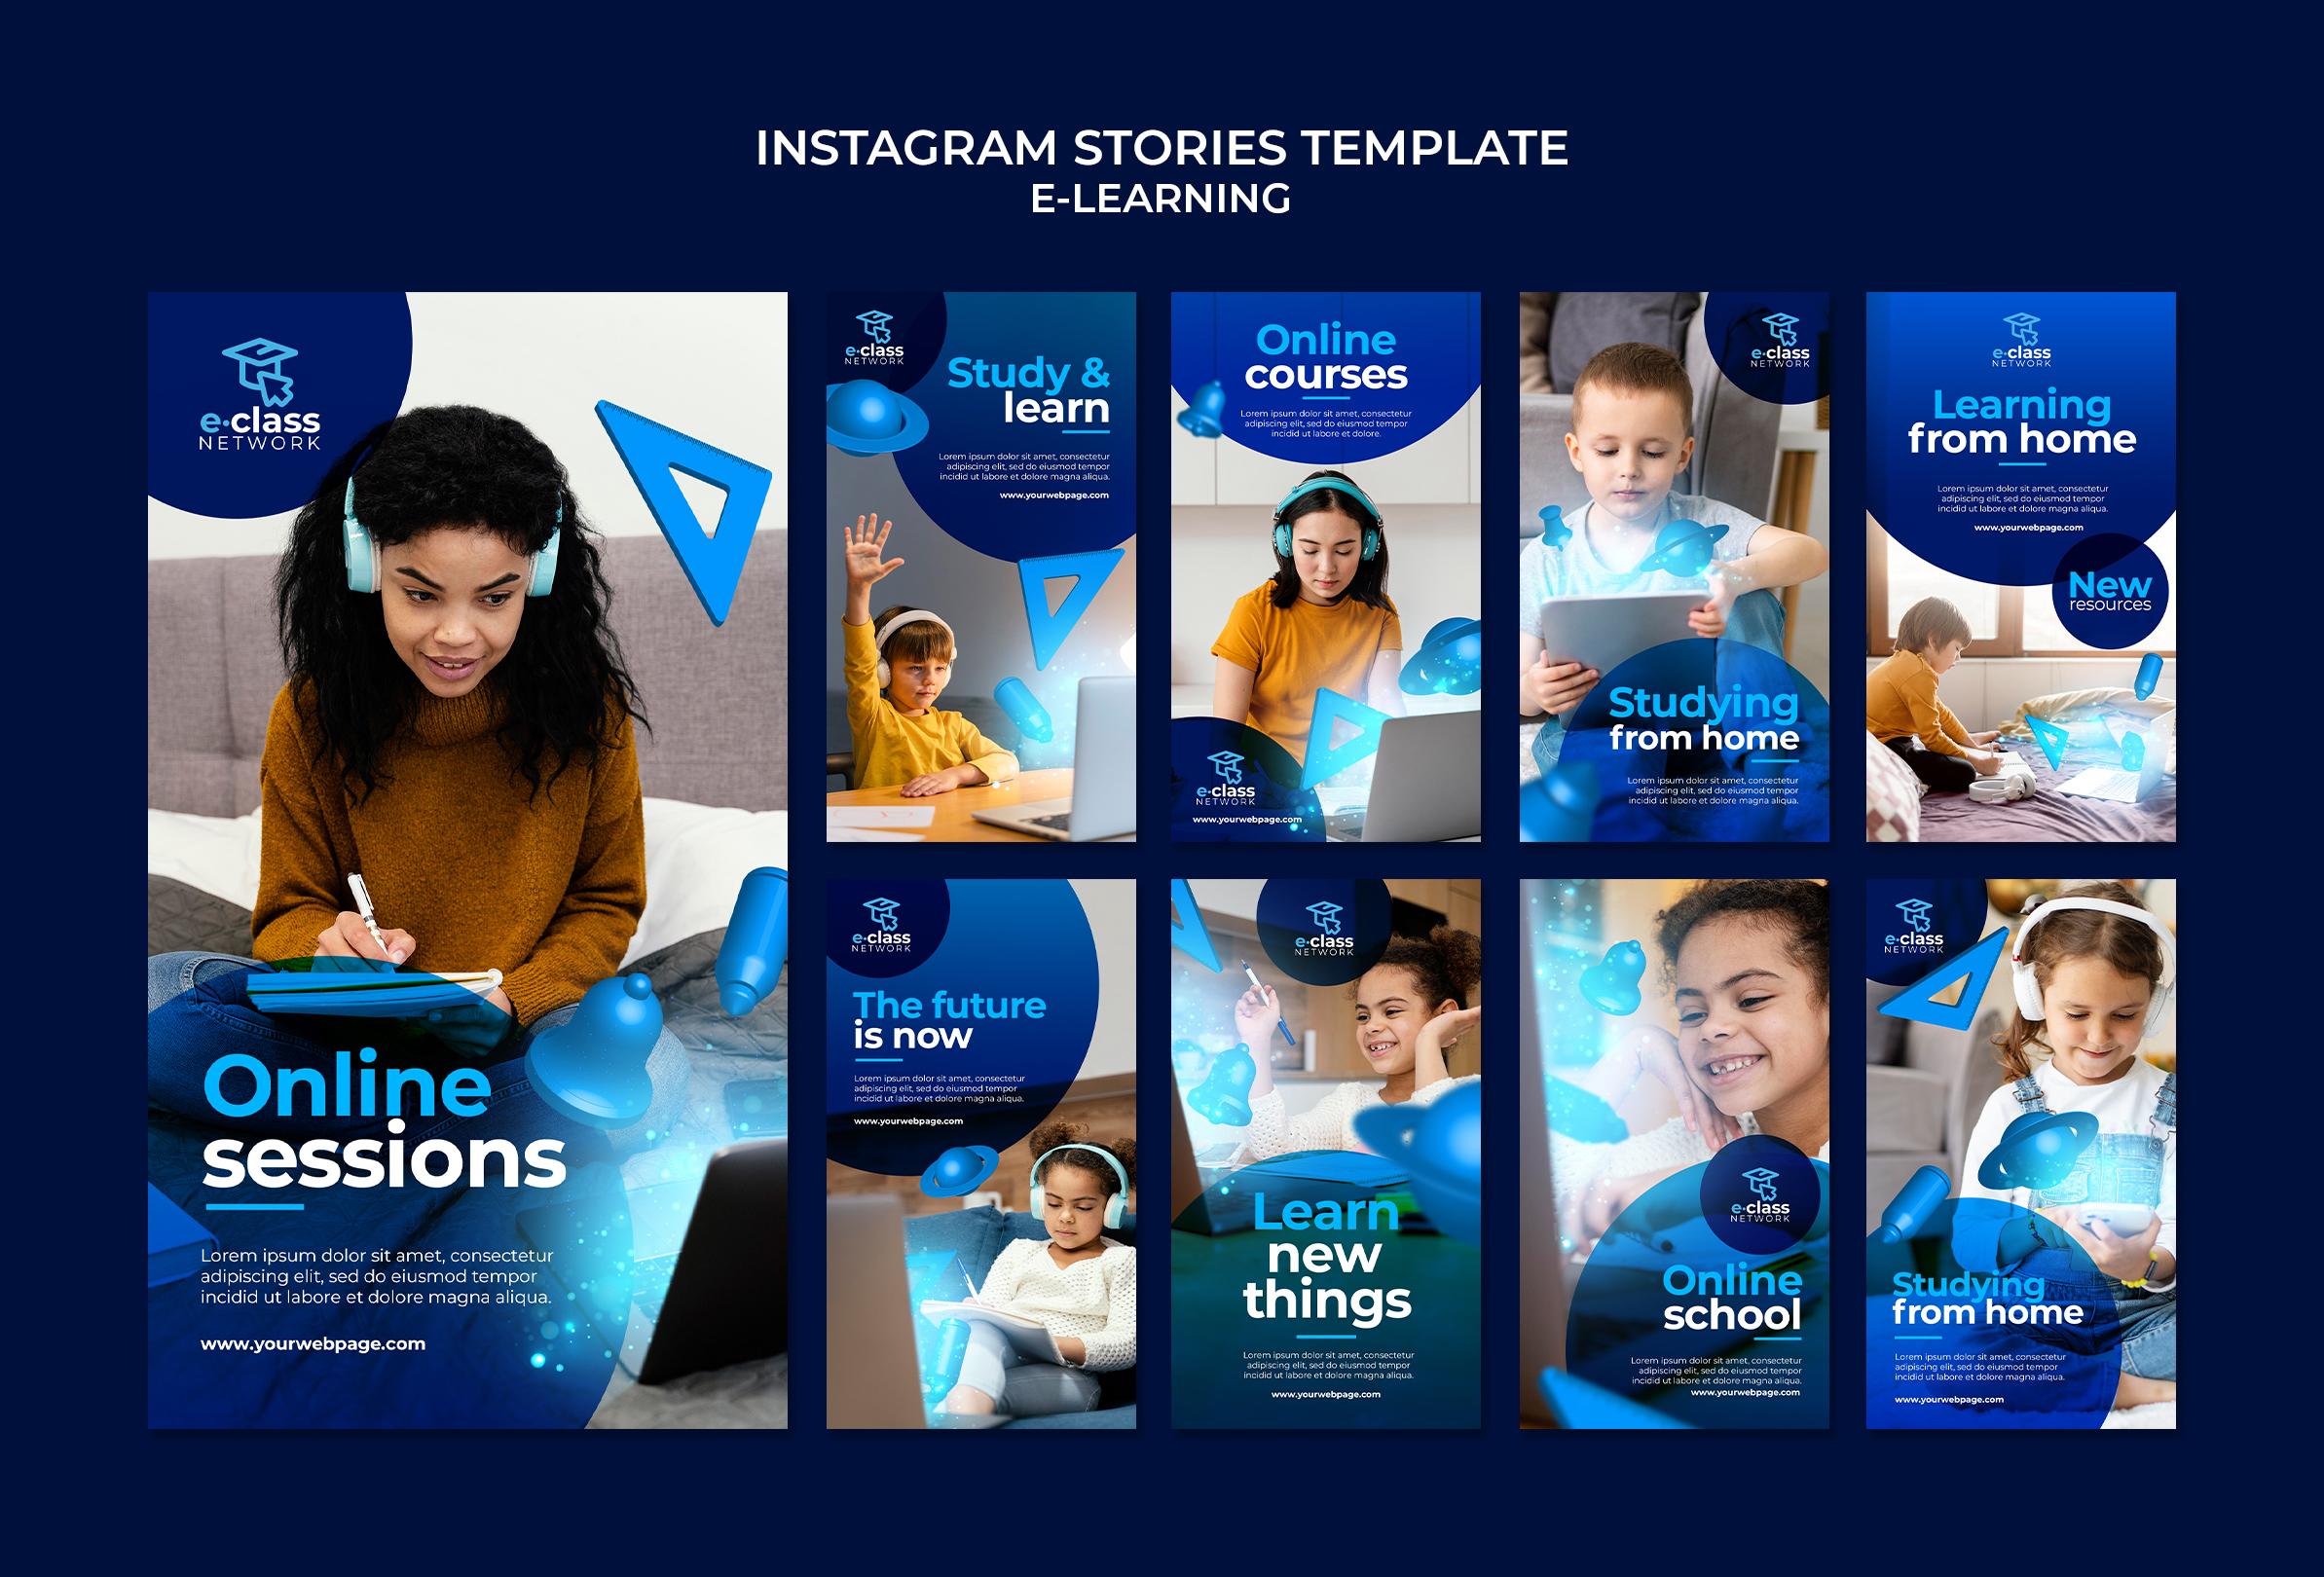 INSTAGRAM STORIES TEMPLATE
E-LEARNING
e·class
NETWORK
Online
sessions
Lorem ipsum dolor sit amet, consectetur
adipiscing elit, sed do eiusmod tempor
incidid ut labore et dolore magna aliqua.
www.yourwebpage.com
e·class
NETWORK
Study &
learn
Lorem ipsum dolor sit amet, consectetur
adipiscing elit, sed do eiusmod tempor
incidid ut labore et dolore magna aliqua.
www.yourwebpage.com
Online
courses
Lorem ipsum dolor sit amet, consectetur
adipiscing elit, sed do eiusmod tempor
incidid ut labore et dolore.
e·class
NETWORK
www.yourwebpage.com
e·class
NETWORK
Studying
from home
Lorem ipsum dolor sit amet, consectetur
adipiscing elit, sed do eiusmod tempor
incidid ut labore et dolore magna aliqua.
e·class
NETWORK
Learning
from home
Lorem ipsum dolor sit amet, consectetur
adipiscing elit, sed do eiusmod tempor
incidid ut labore et dolore magna aliqua.
www.yourwebpage.com
New
resources
e·class
NETWORK
The future
is now
Lorem ipsum dolor sit amet, consectetur
adipiscing elit, sed do eiusmod tempor
incidid ut labore et dolore magna aliqua.
www.yourwebpage.com
e·class
NETWORK
Learn
new
things
Lorem ipsum dolor sit amet, consectetur
adipiscing elit, sed do eiusmod tempor
incidid ut labore et dolore magna aliqua.
www.yourwebpage.com
e·class
NETWORK
Online
school
Lorem ipsum dolor sit amet, consectetur
adipiscing elit, sed do eiusmod tempor
incidid ut labore et dolore magna aliqua.
www.yourwebpage.com
e·class
NETWORK
Studying
from home
Lorem ipsum dolor sit amet, consectetur
adipiscing elit, sed do eiusmod tempor
incidid ut labore et dolore magna aliqua.
www.yourwebpage.com